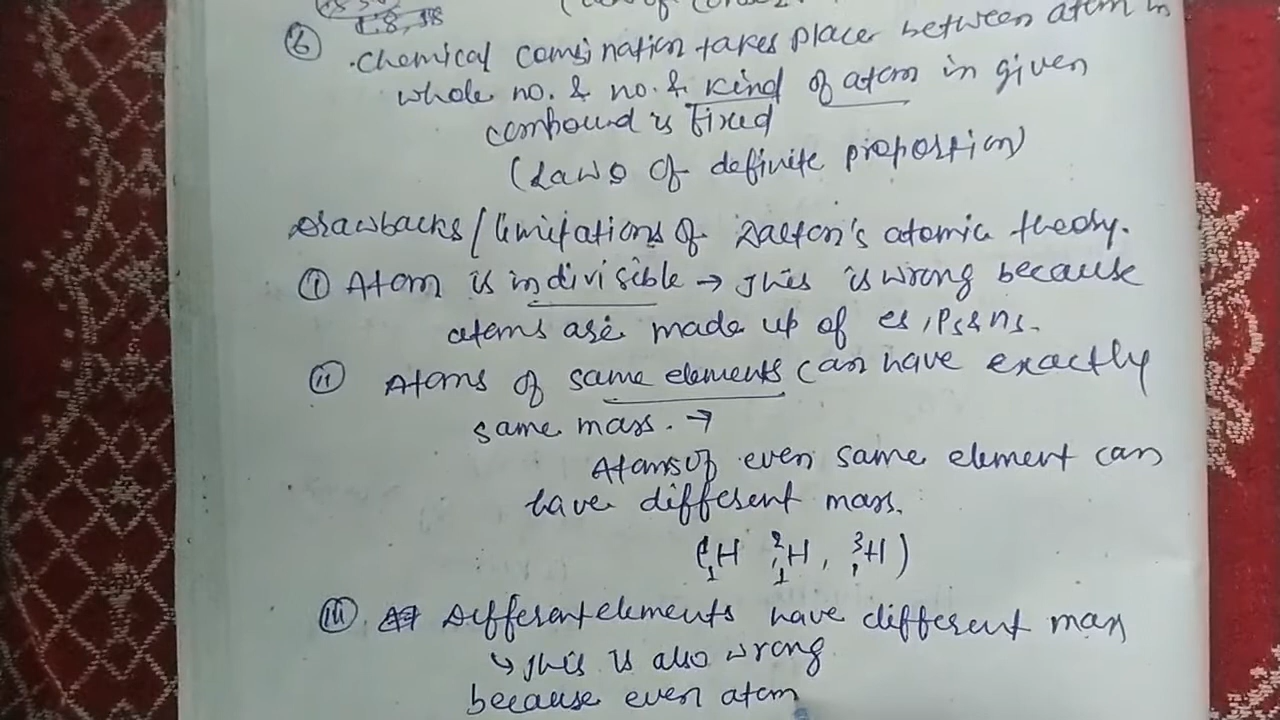 (6) .Chemical combination takes place between atom in
whole no. & no. & kind of atom in given
compound is fixed
(Laws of definite proportion)
Drawbacks/limitations of Dalton's atomic theory.
(i) Atom is indivisible → This is wrong because
atoms are made up of es, Ps & ns.
(ii) Atoms of same elements can have exactly
same mass. →
Atoms of even same element can
have different mass.
(¹₁H ²₁H, ³₁H)
(iii) Different elements have different mass
↳ This is also wrong
because even atom